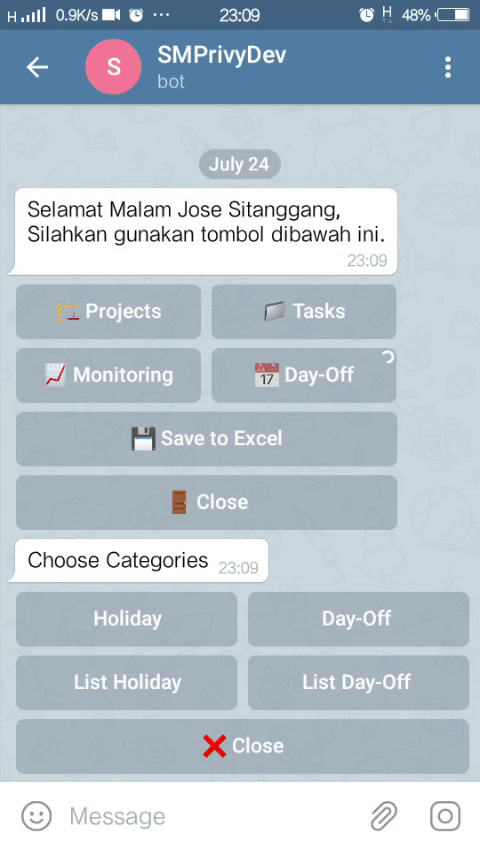 H 0.9K/s ... 23:09 H 48%
S SMPrivyDev
bot
July 24
Selamat Malam Jose Sitanggang,
Silahkan gunakan tombol dibawah ini.
23:09
Projects Tasks
Monitoring 17 Day-Off
Save to Excel
Close
Choose Categories 23:09
Holiday Day-Off
List Holiday List Day-Off
Close
Message